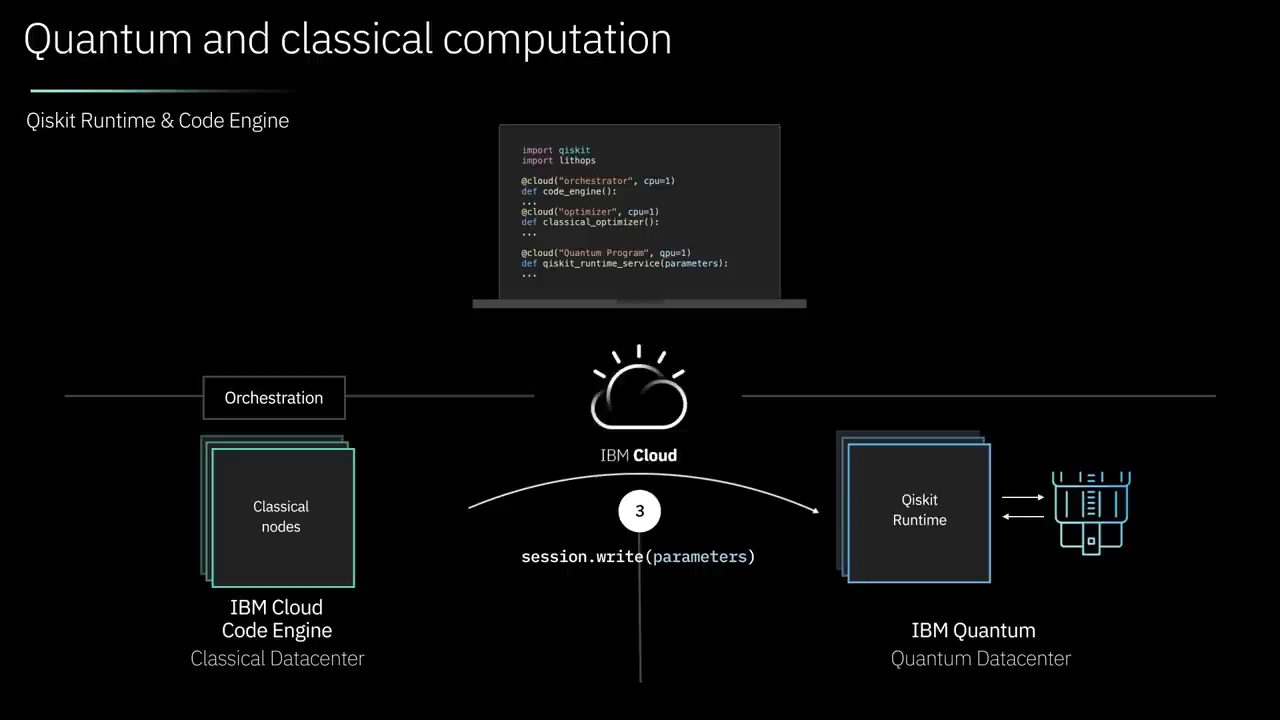 Quantum and classical computation
Qiskit Runtime & Code Engine
import qiskit
import lithops
@cloud("orchestrator", cpu=1)
def code_engine():
...
@cloud("optimizer", cpu=1)
def classical_optimizer():
...
@cloud("Quantum Program", qpu=1)
def qiskit_runtime_service(parameters):
...
Orchestration
IBM Cloud
Classical
nodes
3
session.write(parameters)
Qiskit
Runtime
IBM Cloud
Code Engine
Classical Datacenter
IBM Quantum
Quantum Datacenter